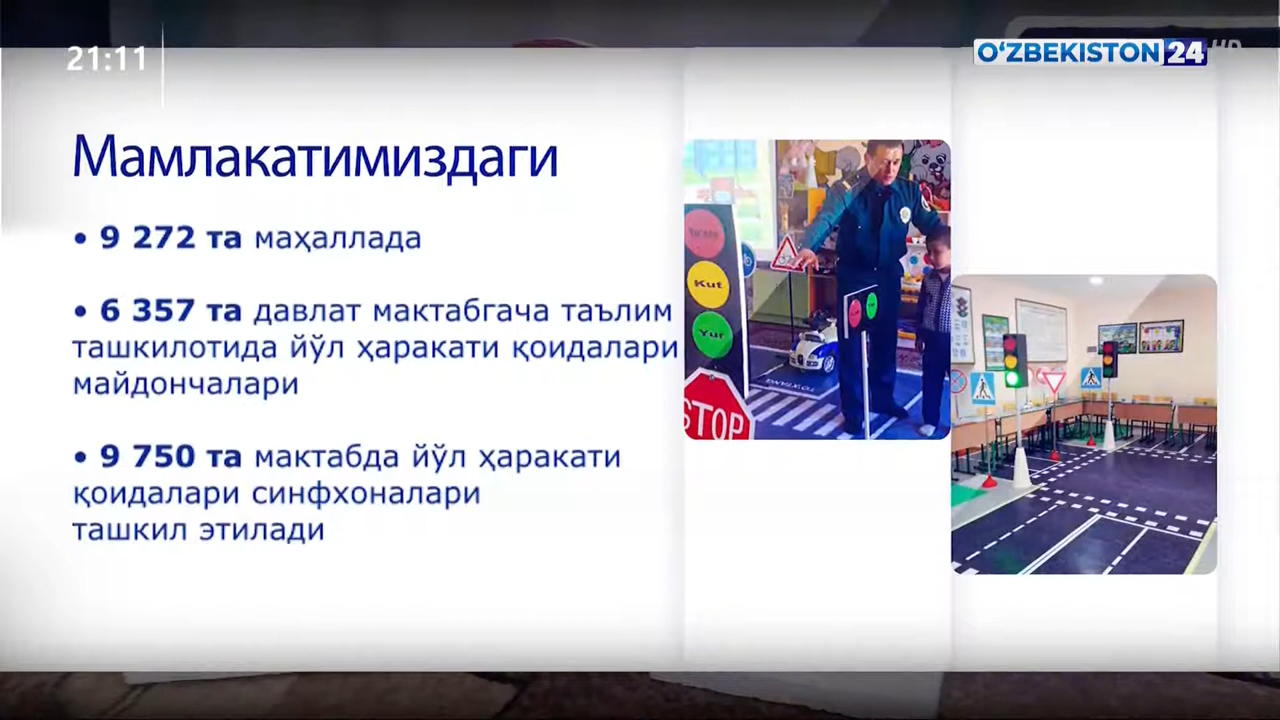 21:11
O‘ZBEKISTON 24 HD
Мамлакатимиздаги
• 9 272 та маҳаллада
• 6 357 та давлат мактабгача таълим
ташкилотида йўл ҳаракати қоидалари
майдончалари
• 9 750 та мактабда йўл ҳаракати
қоидалари синфхоналари
ташкил этилади
Kut
Yur
STOP